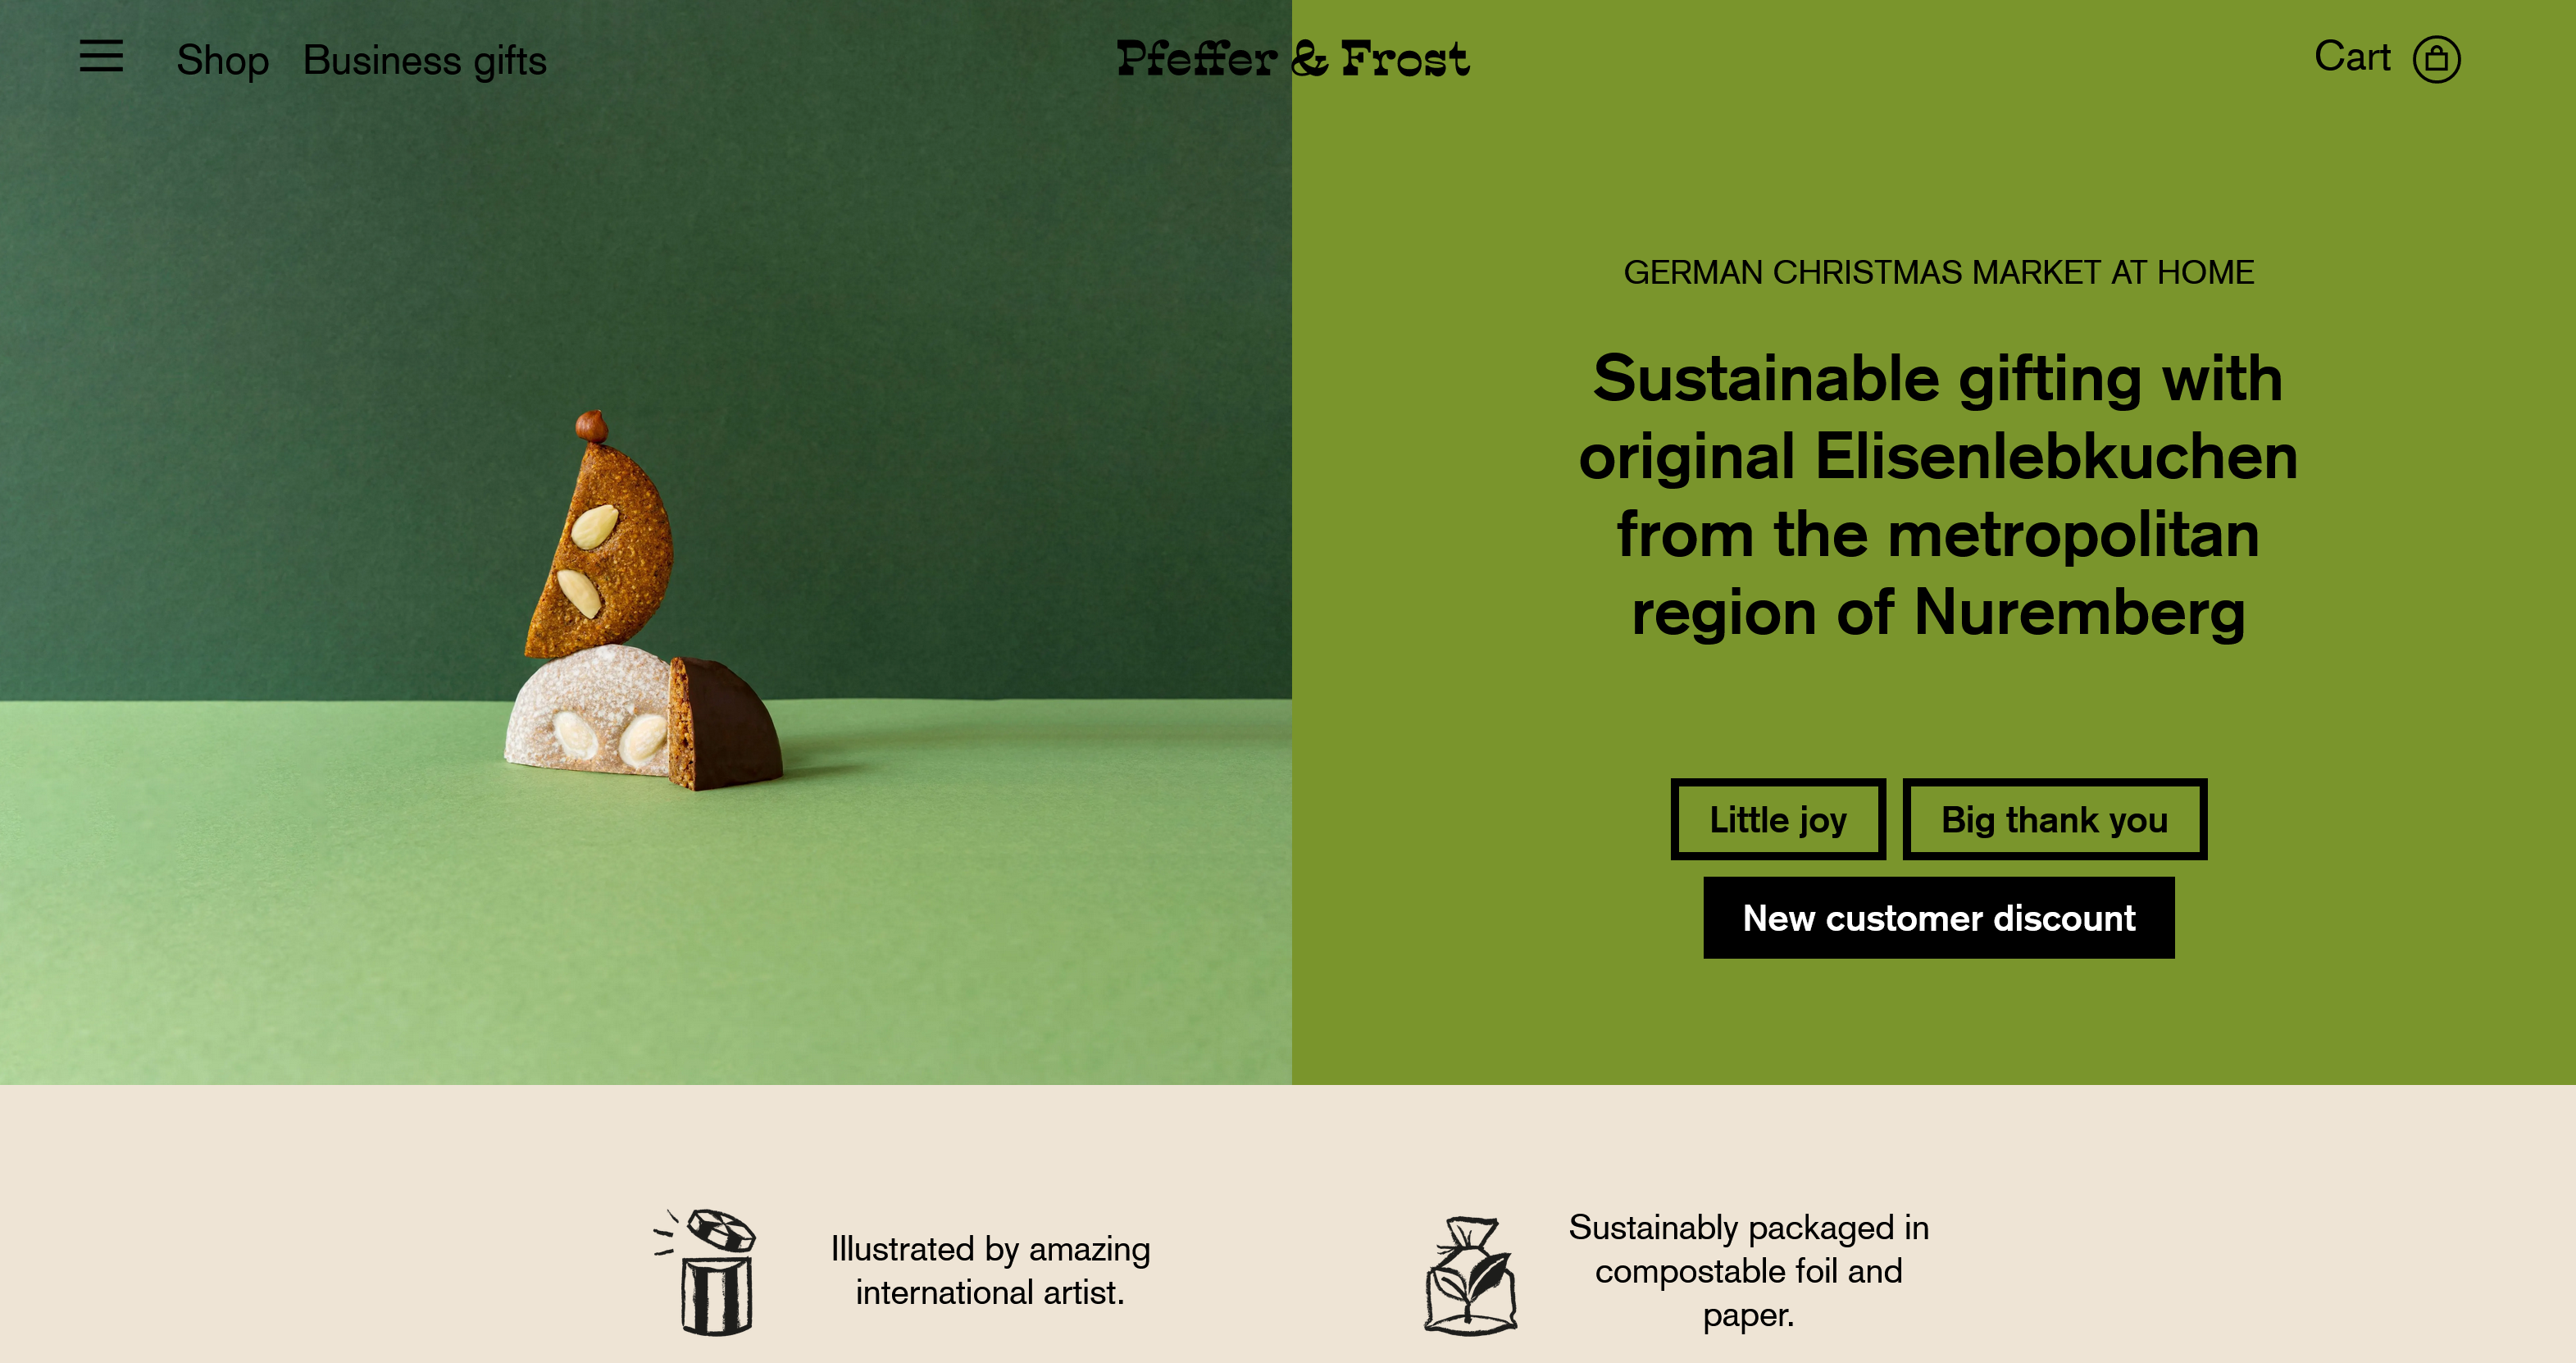 Shop
Business gifts
Pfeffer & Frost
Cart
GERMAN CHRISTMAS MARKET AT HOME
Sustainable gifting with
original Elisenlebkuchen
from the metropolitan
region of Nuremberg
Little joy
Big thank you
New customer discount
Illustrated by amazing
international artist.
Sustainably packaged in
compostable foil and
paper.